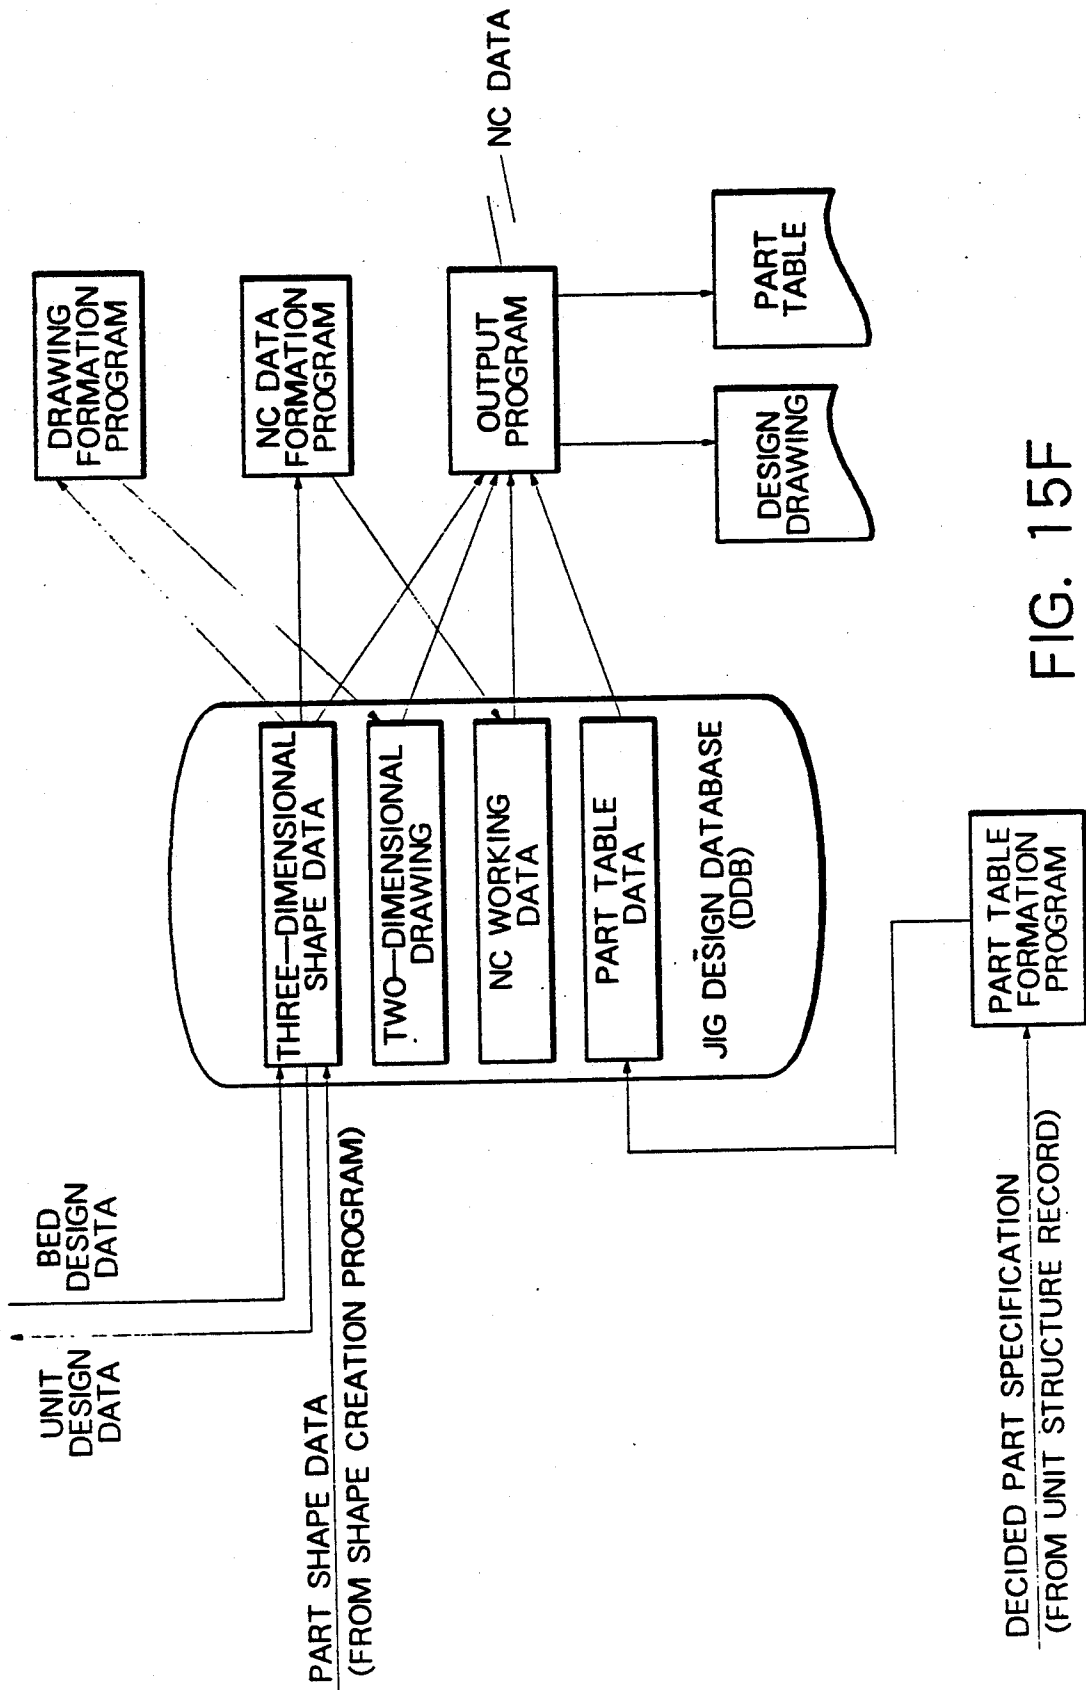 UNIT
DESIGN
DATA
BED
DESIGN
DATA
PART SHAPE DATA
(FROM SHAPE CREATION PROGRAM)
THREE—DIMENSIONAL
SHAPE DATA
TWO—DIMENSIONAL
DRAWING
NC WORKING
DATA
PART TABLE
DATA
JIG DESIGN DATABASE
(DDB)
DRAWING
FORMATION
PROGRAM
NC DATA
FORMATION
PROGRAM
OUTPUT
PROGRAM
NC DATA
DESIGN
DRAWING
PART
TABLE
DECIDED PART SPECIFICATION
(FROM UNIT STRUCTURE RECORD)
PART TABLE
FORMATION
PROGRAM
FIG. 15F